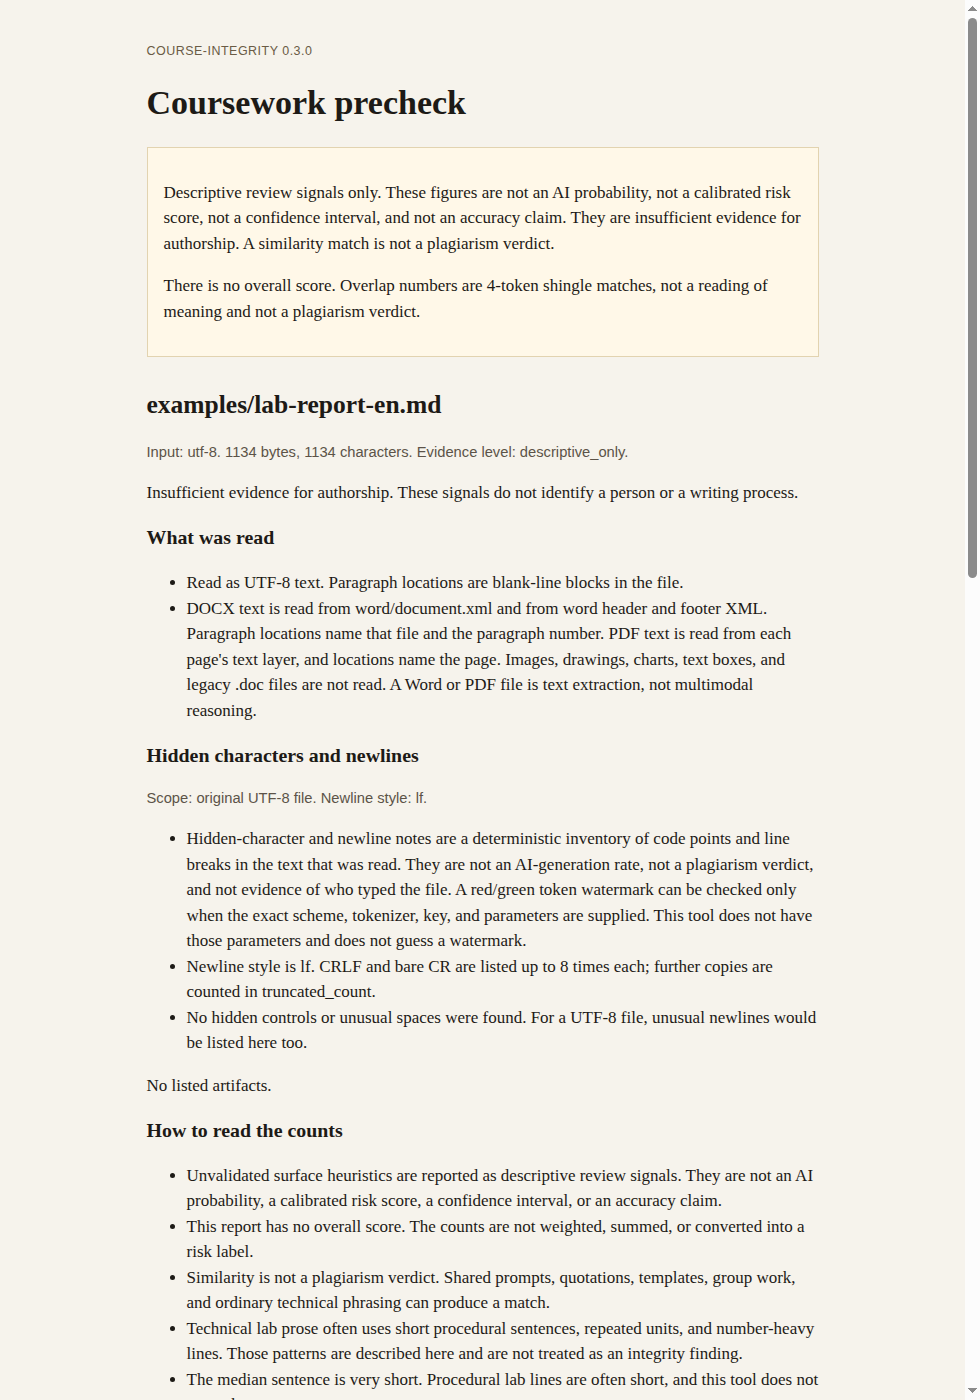 COURSE-INTEGRITY 0.3.0
Coursework precheck
Descriptive review signals only. These figures are not an AI probability, not a calibrated risk
score, not a confidence interval, and not an accuracy claim. They are insufficient evidence for
authorship. A similarity match is not a plagiarism verdict.
There is no overall score. Overlap numbers are 4-token shingle matches, not a reading of
meaning and not a plagiarism verdict.
examples/lab-report-en.md
Input: utf-8. 1134 bytes, 1134 characters. Evidence level: descriptive_only.
Insufficient evidence for authorship. These signals do not identify a person or a writing process.
What was read
Read as UTF-8 text. Paragraph locations are blank-line blocks in the file.
DOCX text is read from word/document.xml and from word header and footer XML.
Paragraph locations name that file and the paragraph number. PDF text is read from each
page's text layer, and locations name the page. Images, drawings, charts, text boxes, and
legacy .doc files are not read. A Word or PDF file is text extraction, not multimodal
reasoning.
Hidden characters and newlines
Scope: original UTF-8 file. Newline style: lf.
Hidden-character and newline notes are a deterministic inventory of code points and line
breaks in the text that was read. They are not an AI-generation rate, not a plagiarism verdict,
and not evidence of who typed the file. A red/green token watermark can be checked only
when the exact scheme, tokenizer, key, and parameters are supplied. This tool does not have
those parameters and does not guess a watermark.
Newline style is lf. CRLF and bare CR are listed up to 8 times each; further copies are
counted in truncated_count.
No hidden controls or unusual spaces were found. For a UTF-8 file, unusual newlines would
be listed here too.
No listed artifacts.
How to read the counts
Unvalidated surface heuristics are reported as descriptive review signals. They are not an AI
probability, a calibrated risk score, a confidence interval, or an accuracy claim.
This report has no overall score. The counts are not weighted, summed, or converted into a
risk label.
Similarity is not a plagiarism verdict. Shared prompts, quotations, templates, group work,
and ordinary technical phrasing can produce a match.
Technical lab prose often uses short procedural sentences, repeated units, and number-heavy
lines. Those patterns are described here and are not treated as an integrity finding.
The median sentence is very short. Procedural lab lines are often short, and this tool does not